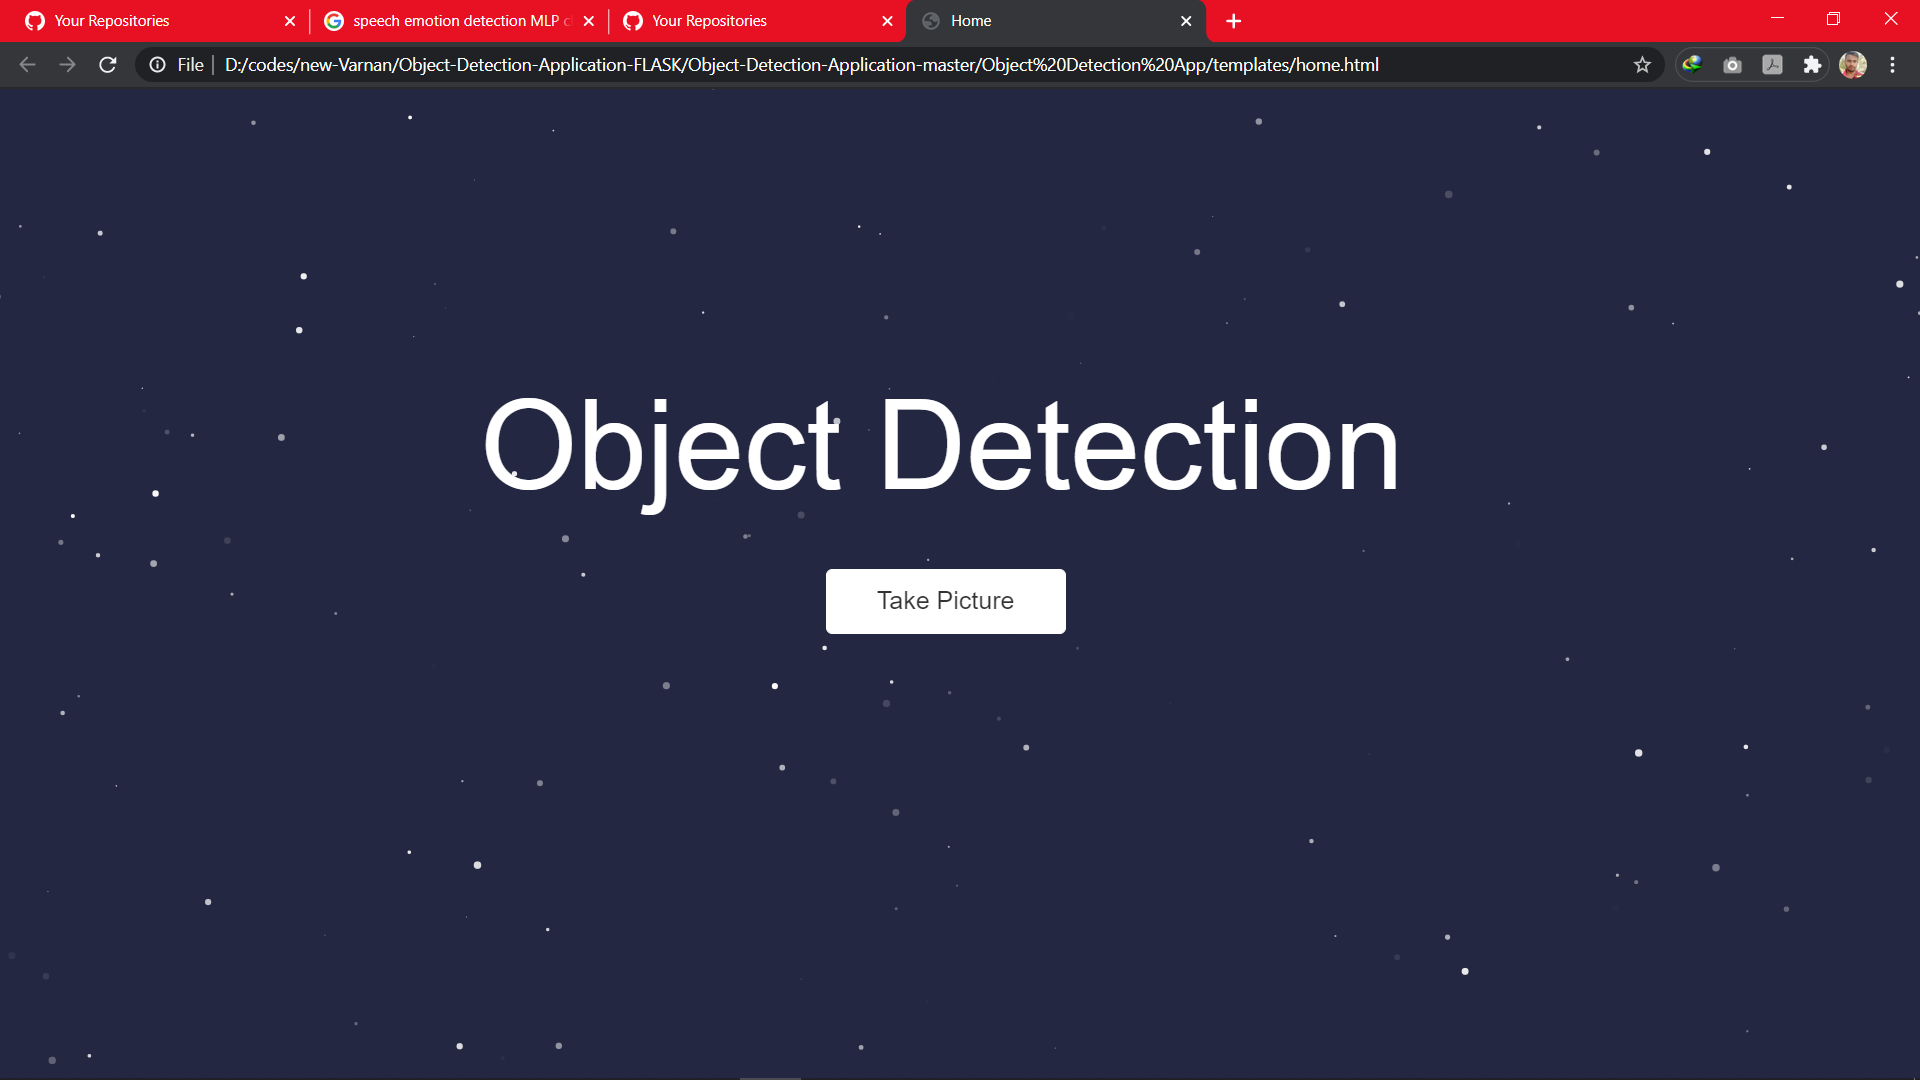 Your Repositories
speech emotion detection MLP c
Your Repositories
Home
File
D:/codes/new-Varnan/Object-Detection-Application-FLASK/Object-Detection-Application-master/Object%20Detection%20App/templates/home.html
Object Detection
Take Picture